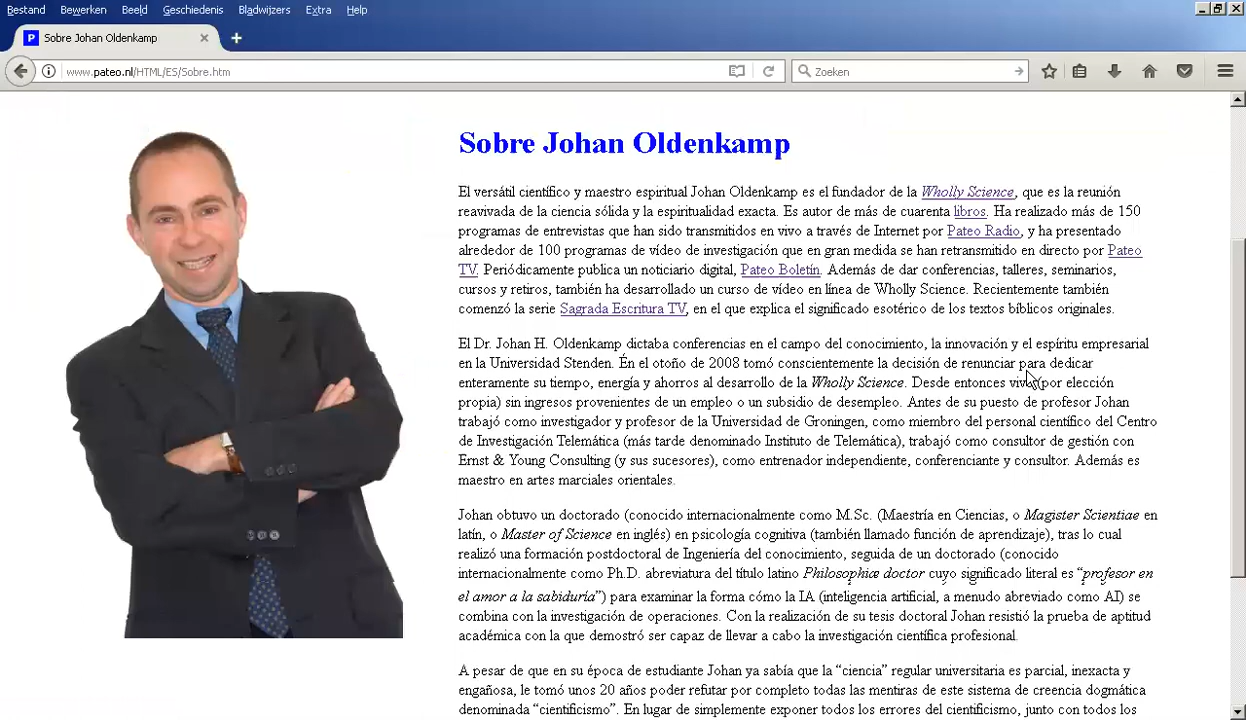 Bestand Bewerken Beeld Geschiedenis Bladwijzers Extra Help
P Sobre Johan Oldenkamp
www.pateo.nl/HTML/ES/Sobre.htm Zoeken
Sobre Johan Oldenkamp
El versátil científico y maestro espiritual Johan Oldenkamp es el fundador de la Wholly Science, que es la reunión
reavivada de la ciencia sólida y la espiritualidad exacta. Es autor de más de cuarenta libros. Ha realizado más de 150
programas de entrevistas que han sido transmitidos en vivo a través de Internet por Pateo Radio, y ha presentado
alrededor de 100 programas de vídeo de investigación que en gran medida se han retransmitido en directo por Pateo
TV. Periódicamente publica un noticiario digital, Pateo Boletín. Además de dar conferencias, talleres, seminarios,
cursos y retiros, también ha desarrollado un curso de vídeo en línea de Wholly Science. Recientemente también
comenzó la serie Sagrada Escritura TV, en el que explica el significado esotérico de los textos bíblicos originales.
El Dr. Johan H. Oldenkamp dictaba conferencias en el campo del conocimiento, la innovación y el espíritu empresarial
en la Universidad Stenden. Én el otoño de 2008 tomó conscientemente la decisión de renunciar para dedicar
enteramente su tiempo, energía y ahorros al desarrollo de la Wholly Science. Desde entonces vive (por elección
propia) sin ingresos provenientes de un empleo o un subsidio de desempleo. Antes de su puesto de profesor Johan
trabajó como investigador y profesor de la Universidad de Groningen, como miembro del personal científico del Centro
de Investigación Telemática (más tarde denominado Instituto de Telemática), trabajó como consultor de gestión con
Ernst & Young Consulting (y sus sucesores), como entrenador independiente, conferenciante y consultor. Además es
maestro en artes marciales orientales.
Johan obtuvo un doctorado (conocido internacionalmente como M.Sc. (Maestría en Ciencias, o Magister Scientiae en
latín, o Master of Science en inglés) en psicología cognitiva (también llamado función de aprendizaje), tras lo cual
realizó una formación postdoctoral de Ingeniería del conocimiento, seguida de un doctorado (conocido
internacionalmente como Ph.D. abreviatura del título latino Philosophiæ doctor cuyo significado literal es “profesor en
el amor a la sabiduría”) para examinar la forma cómo la IA (inteligencia artificial, a menudo abreviado como AI) se
combina con la investigación de operaciones. Con la realización de su tesis doctoral Johan resistió la prueba de aptitud
académica con la que demostró ser capaz de llevar a cabo la investigación científica profesional.
A pesar de que en su época de estudiante Johan ya sabía que la “ciencia” regular universitaria es parcial, inexacta y
engañosa, le tomó unos 20 años poder refutar por completo todas las mentiras de este sistema de creencia dogmática
denominada “cientificismo”. En lugar de simplemente exponer todos los errores del cientificismo, junto con todos los